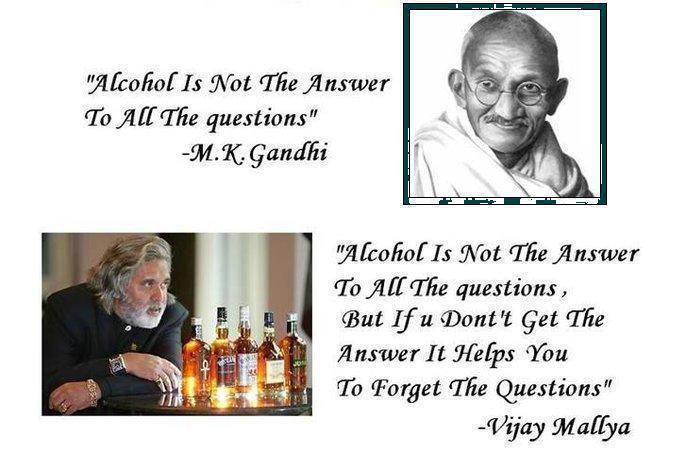 "Alcohol Is Not The Answer
To All The questions"
-M.K.Gandhi
"Alcohol Is Not The Answer
To All The questions,
But If u Dont't Get The
Answer It Helps You
To Forget The Questions"
-Vijay Mallya